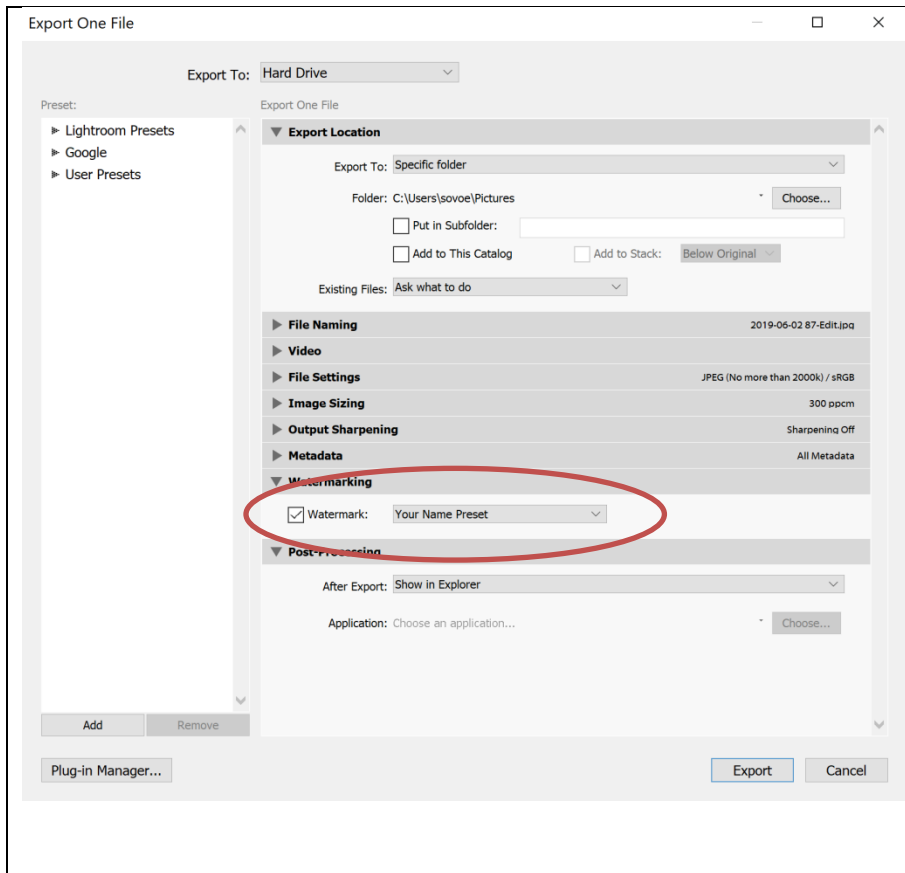 Export One File
Export To: Hard Drive
Preset:
Export One File
Lightroom Presets
Google
User Presets
Export Location
Export To: Specific folder
Folder: C:\Users\sovoe\Pictures Choose...
Put in Subfolder:
Add to This Catalog Add to Stack: Below Original
Existing Files: Ask what to do
File Naming 2019-06-02 87-Edit.jpg
Video
File Settings JPEG (No more than 2000k) / sRGB
Image Sizing 300 ppcm
Output Sharpening Sharpening Off
Metadata All Metadata
Watermarking
Watermark: Your Name Preset
Post-Processing
After Export: Show in Explorer
Application: Choose an application... Choose...
Add Remove
Plug-in Manager... Export Cancel